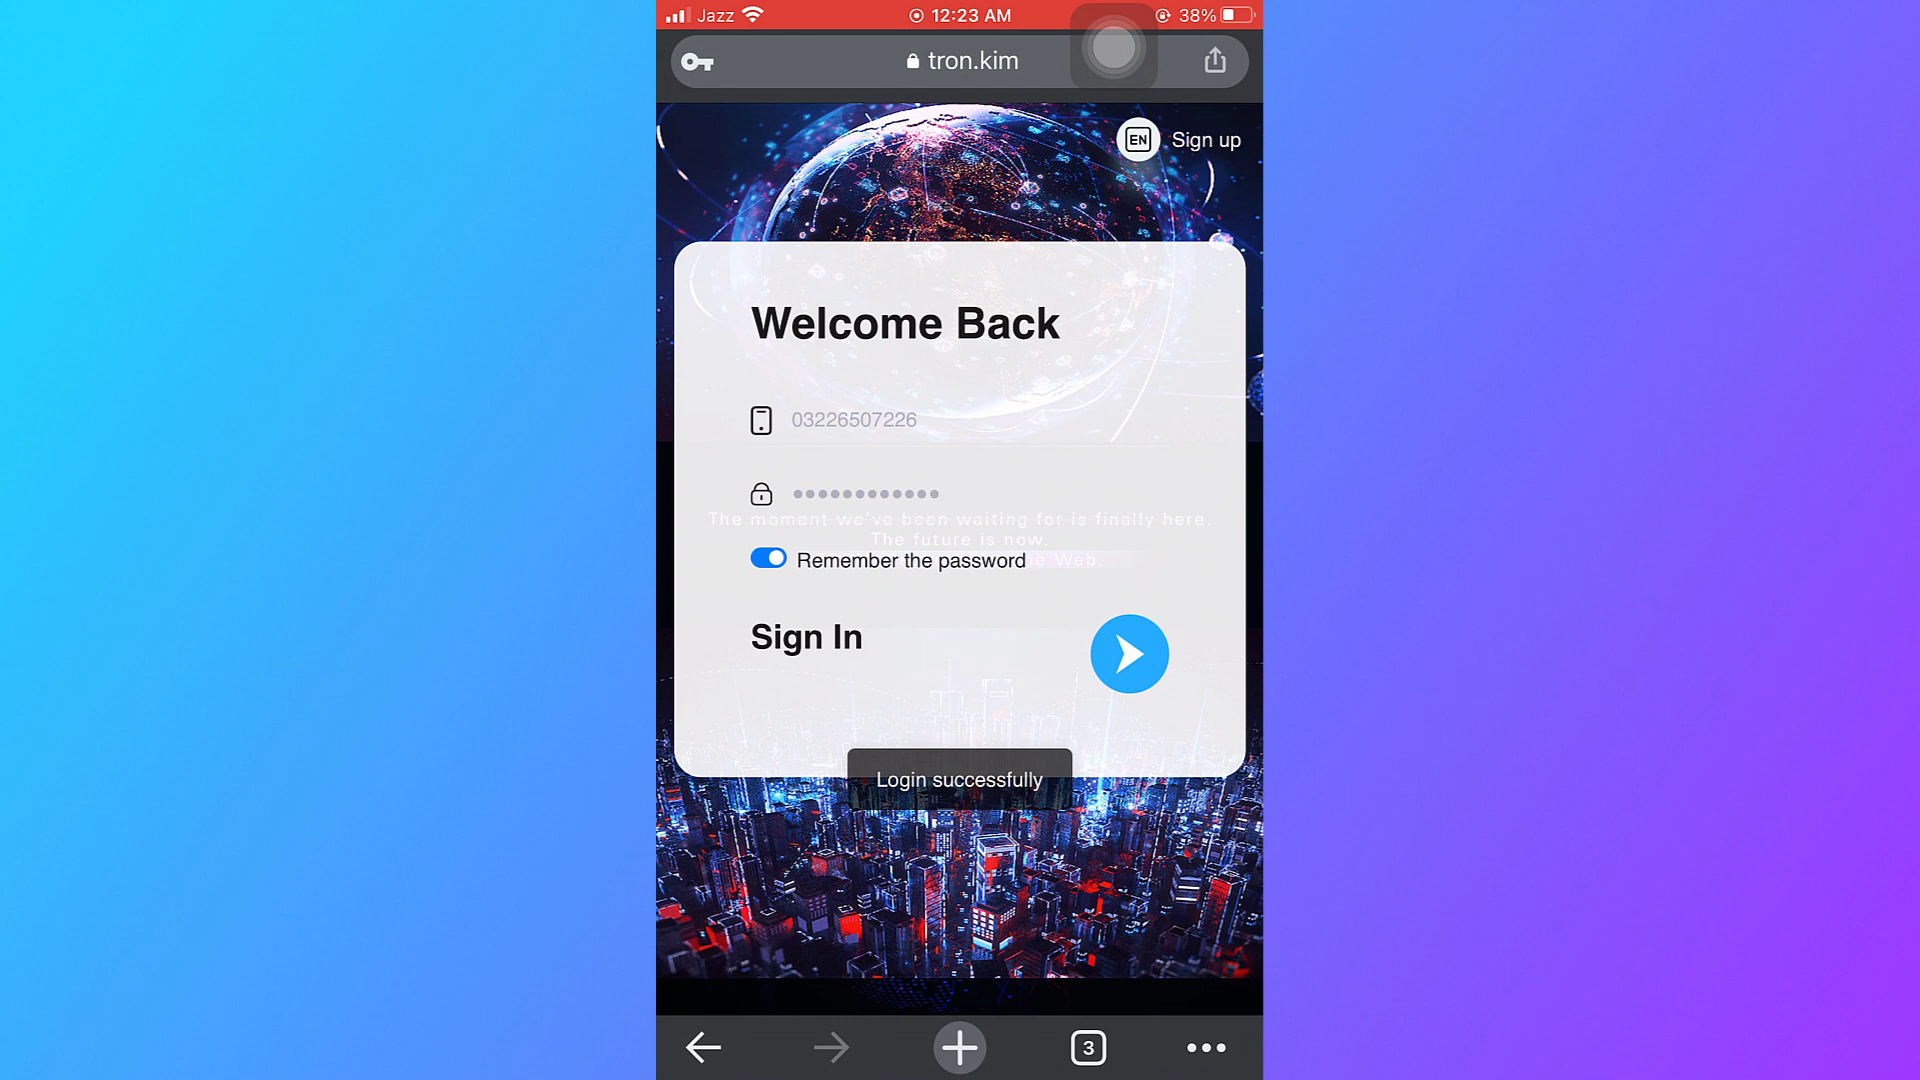 Jazz 12:23 AM 38%
tron.kim
EN Sign up
Welcome Back
03226507226
The moment we've been waiting for is finally here.
The future is now.
Remember the password
e Web.
Sign In
Login successfully
3